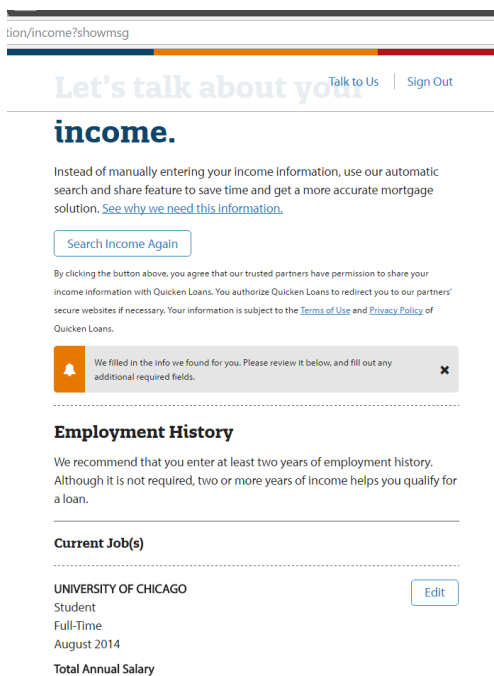 tion/income?showmsg
Let's talk about your
Talk to Us
Sign Out
income.
Instead of manually entering your income information, use our automatic
search and share feature to save time and get a more accurate mortgage
solution. See why we need this information.
Search Income Again
By clicking the button above, you agree that our trusted partners have permission to share your
income information with Quicken Loans. You authorize Quicken Loans to redirect you to our partners'
secure websites if necessary. Your information is subject to the Terms of Use and Privacy Policy of
Quicken Loans.
We filled in the info we found for you. Please review it below, and fill out any
additional required fields.
Employment History
We recommend that you enter at least two years of employment history.
Although it is not required, two or more years of income helps you qualify for
a loan.
Current Job(s)
UNIVERSITY OF CHICAGO
Edit
Student
Full-Time
August 2014
Total Annual Salary